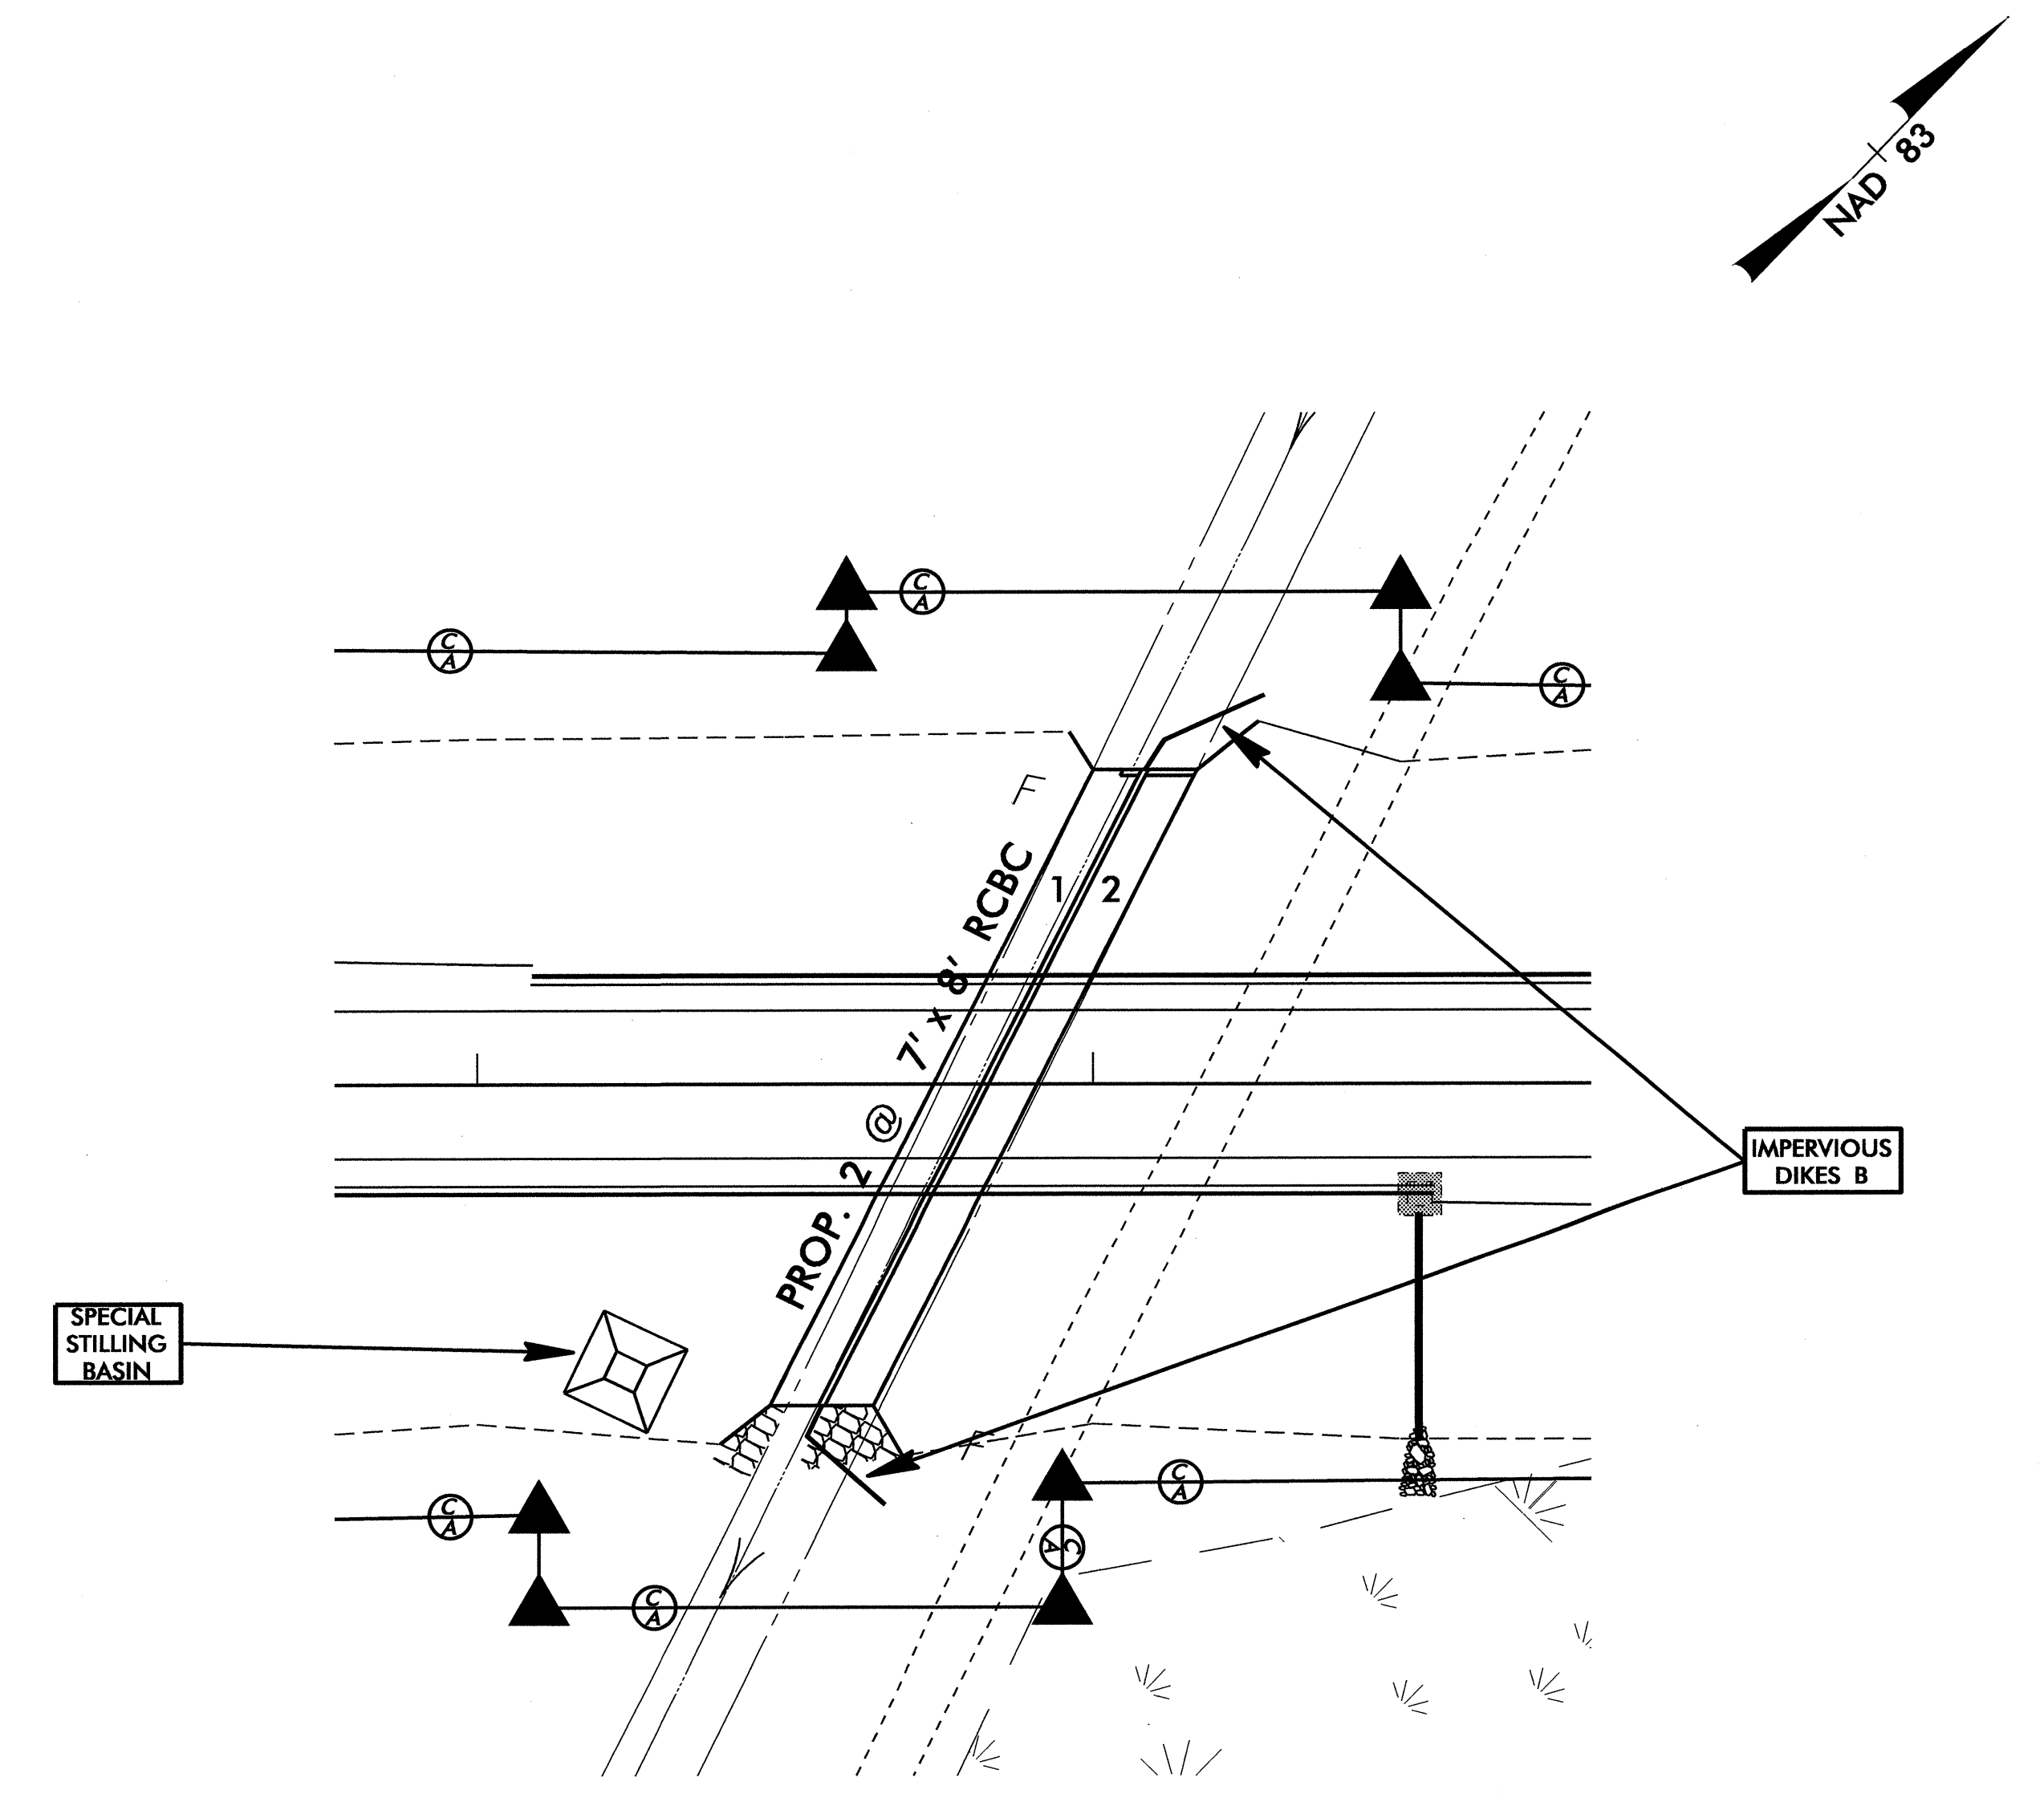 NAD 83
C
A
C
A
C
A
F
1 2
PROP. 2 @ 7' x 8' RCBC
IMPERVIOUS
DIKES B
SPECIAL
STILLING
BASIN
F
C
A
C
A
C
A
C
A